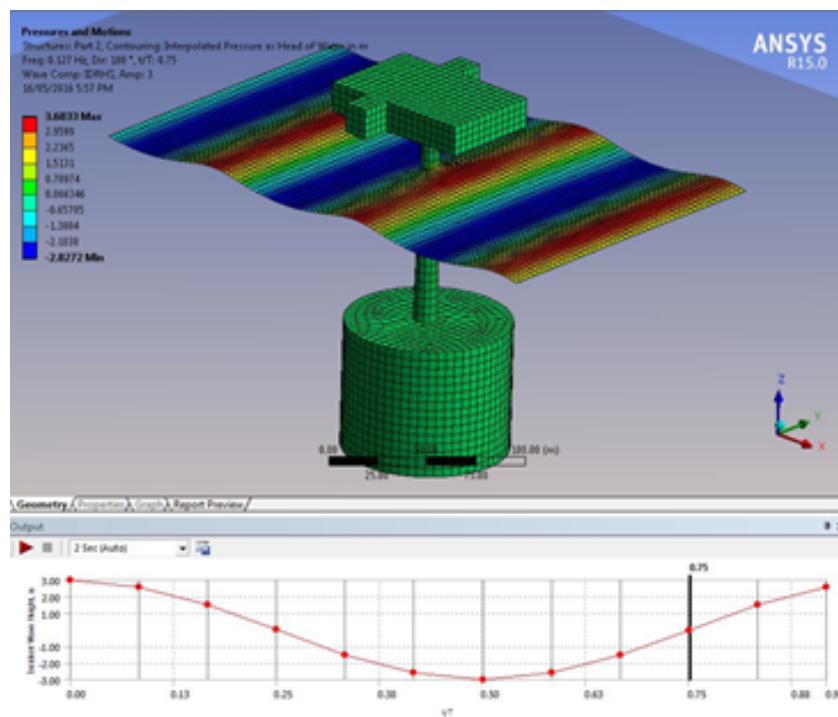 Pressures and Motions
Structures: Part 2, Contouring: Interpolated Pressure as Head of Water in m
Freq: 0.127 Hz, Dir: 180 °, t/T: 0.75
Wave Comp: Amp: 3
16/05/2016 5:57 PM
ANSYS
R15.0
3.6033 Max
2.9599
2.2365
1.5131
0.78974
0.066346
-0.65705
-1.3804
-2.1038
-2.8272 Min
Z
Y
X
0.00
100.00 (m)
25.00
75.00
Geometry
Properties
Graph
Report Preview
Output
2 Sec (Auto)
0.75
Incident Wave Height, m
3.00
2.00
1.00
-1.00
-2.00
-3.00
0.00
0.13
0.25
0.38
0.50
0.63
0.75
0.88
t/T